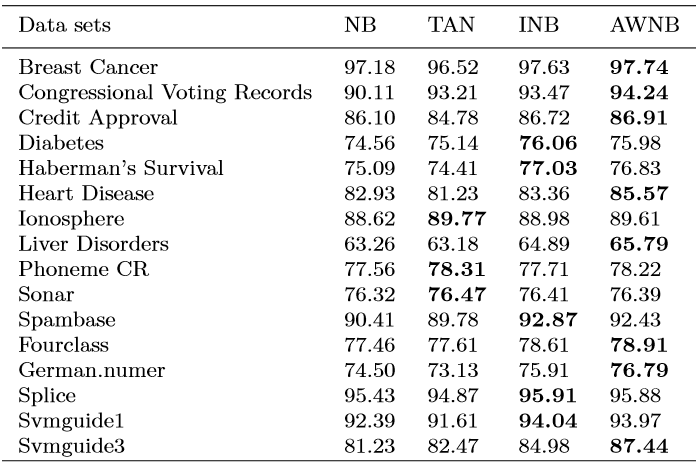 Data sets NB TAN INB AWNB
Breast Cancer 97.18 96.52 97.63 97.74
Congressional Voting Records 90.11 93.21 93.47 94.24
Credit Approval 86.10 84.78 86.72 86.91
Diabetes 74.56 75.14 76.06 75.98
Haberman's Survival 75.09 74.41 77.03 76.83
Heart Disease 82.93 81.23 83.36 85.57
Ionosphere 88.62 89.77 88.98 89.61
Liver Disorders 63.26 63.18 64.89 65.79
Phoneme CR 77.56 78.31 77.71 78.22
Sonar 76.32 76.47 76.41 76.39
Spambase 90.41 89.78 92.87 92.43
Fourclass 77.46 77.61 78.61 78.91
German.numer 74.50 73.13 75.91 76.79
Splice 95.43 94.87 95.91 95.88
Svmguide1 92.39 91.61 94.04 93.97
Svmguide3 81.23 82.47 84.98 87.44